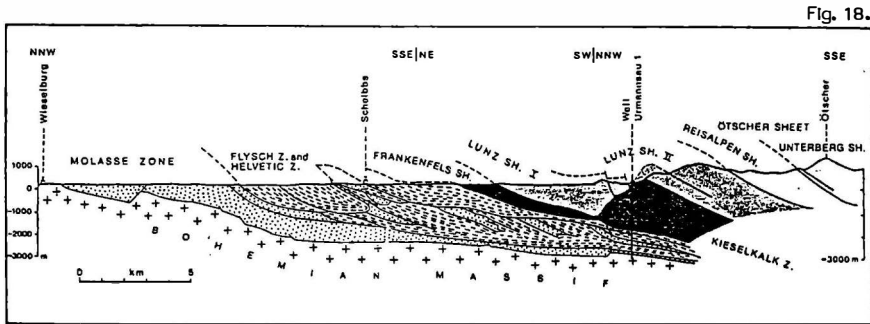 Fig. 18.
NNW SSE|NE SW|NNW SSE
Wieselburg
Scheibbs
Well Urmannsau 1
Ötscher
MOLASSE ZONE
FLYSCH Z. and
HELVETIC Z.
FRANKENFELS SH.
LUNZ SH. I
LUNZ SH. II
REISALPEN SH.
ÖTSCHER SHEET
UNTERBERG SH.
KIESELKALK Z.
BOHEMIAN MASSIF
1000
0
-1000
-2000
-3000 m
-3000 m
0 km 5